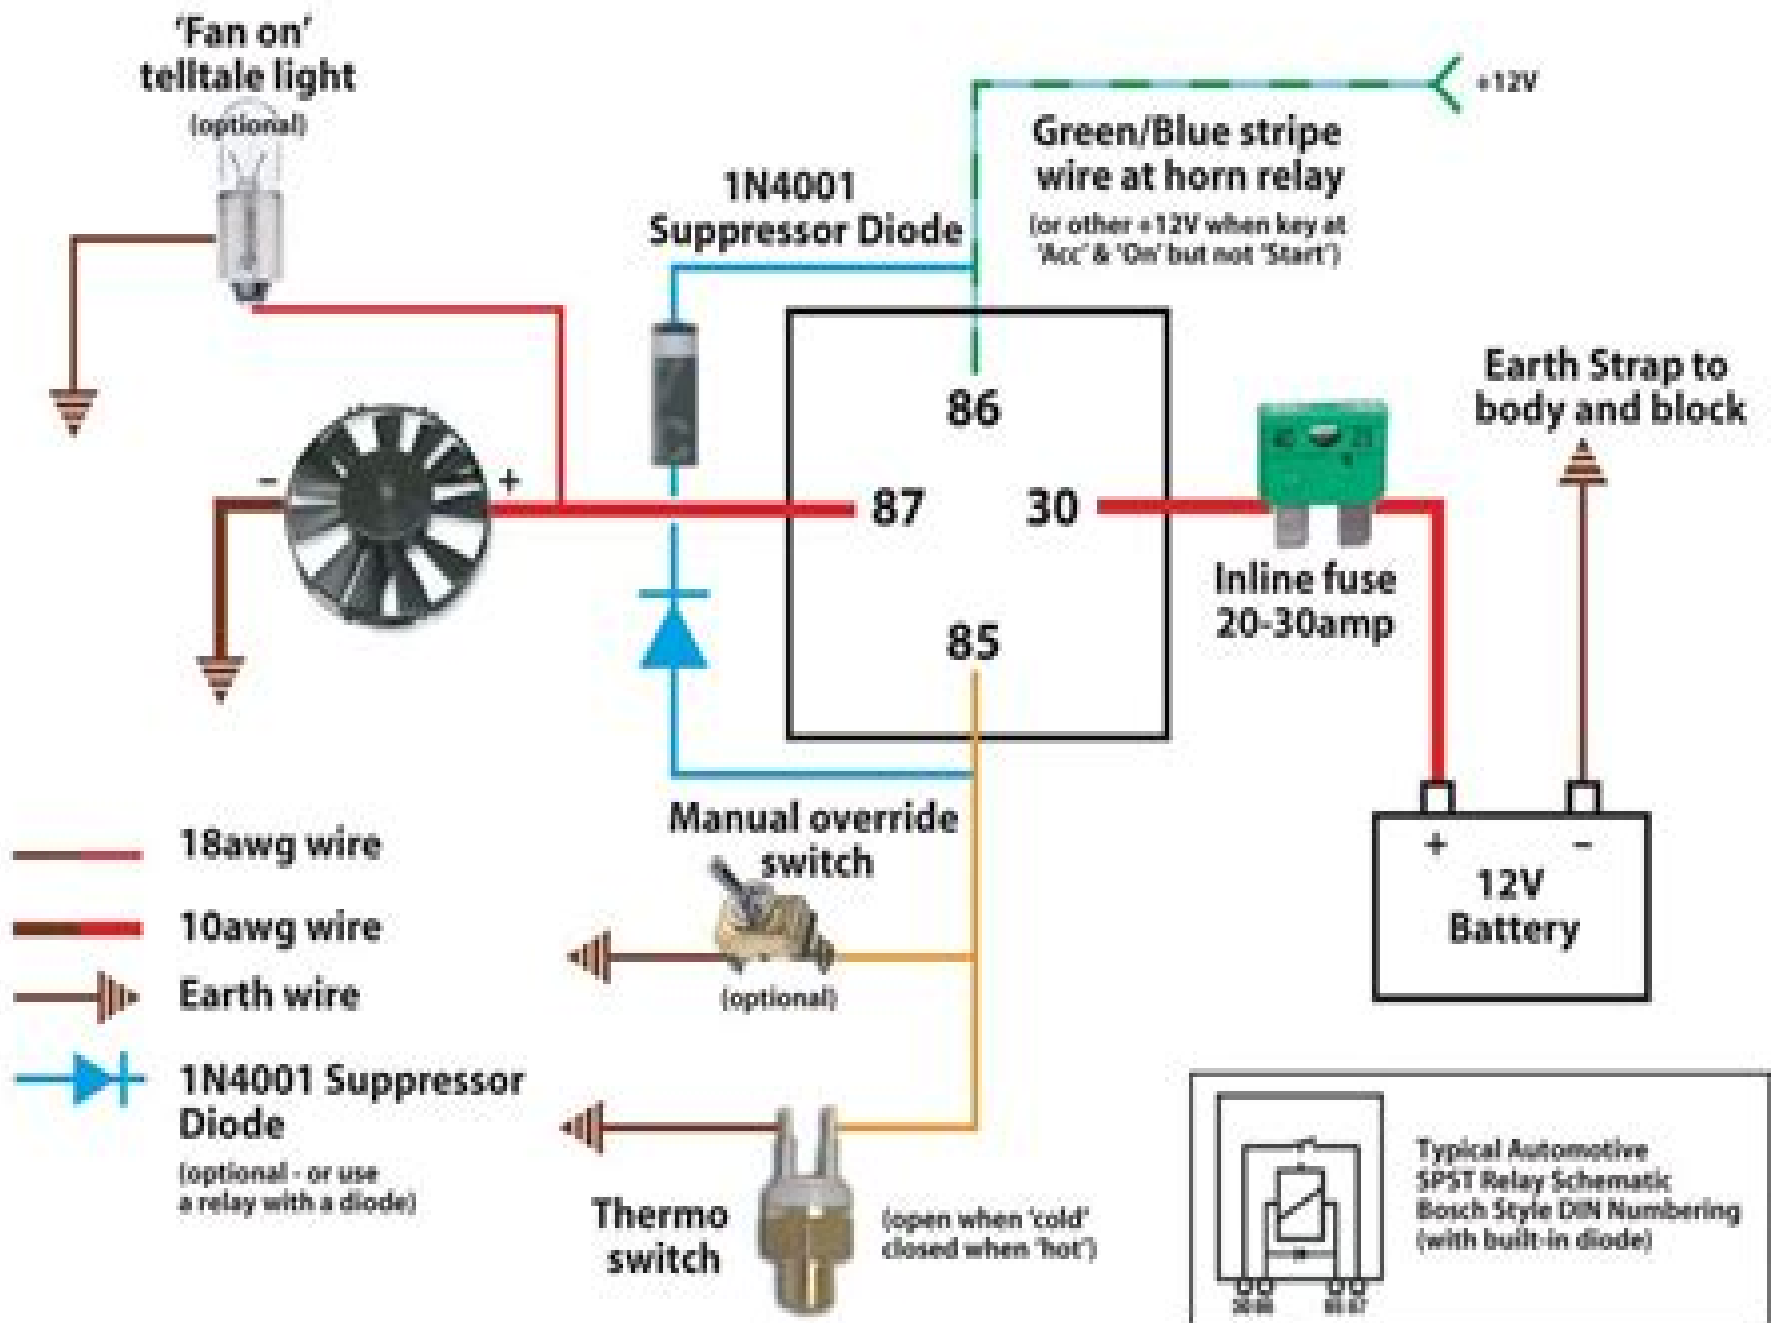 'Fan on'
telltale light
(optional)
+12V
Green/Blue stripe
wire at horn relay
(or other +12V when key at
'Acc' & 'On' but not 'Start')
1N4001
Suppressor Diode
86
87
30
85
- +
Inline fuse
20-30amp
Earth Strap to
body and block
+ -
12V
Battery
Manual override
switch
(optional)
18awg wire
10awg wire
Earth wire
1N4001 Suppressor
Diode
(optional - or use
a relay with a diode)
Thermo
switch
(open when 'cold'
closed when 'hot')
Typical Automotive
SPST Relay Schematic
Bosch Style DIN Numbering
(with built-in diode)
30 86 85 87